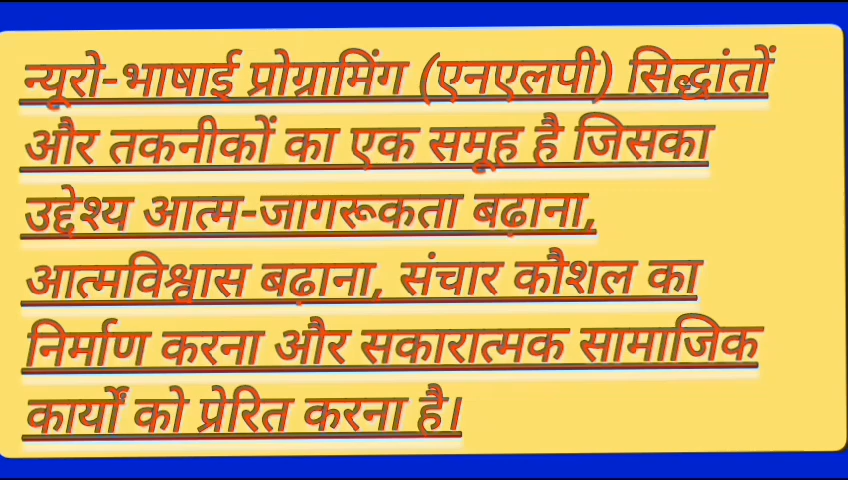 न्यूरो-भाषाई प्रोग्रामिंग (एनएलपी) सिद्धांतों
और तकनीकों का एक समूह है जिसका
उद्देश्य आत्म-जागरूकता बढाना,
आत्मविश्वास बढ़ाना, संचार कौशल का
निर्माण करना और सकारात्मक सामाजिक
कार्यों को प्रेरित करना है।